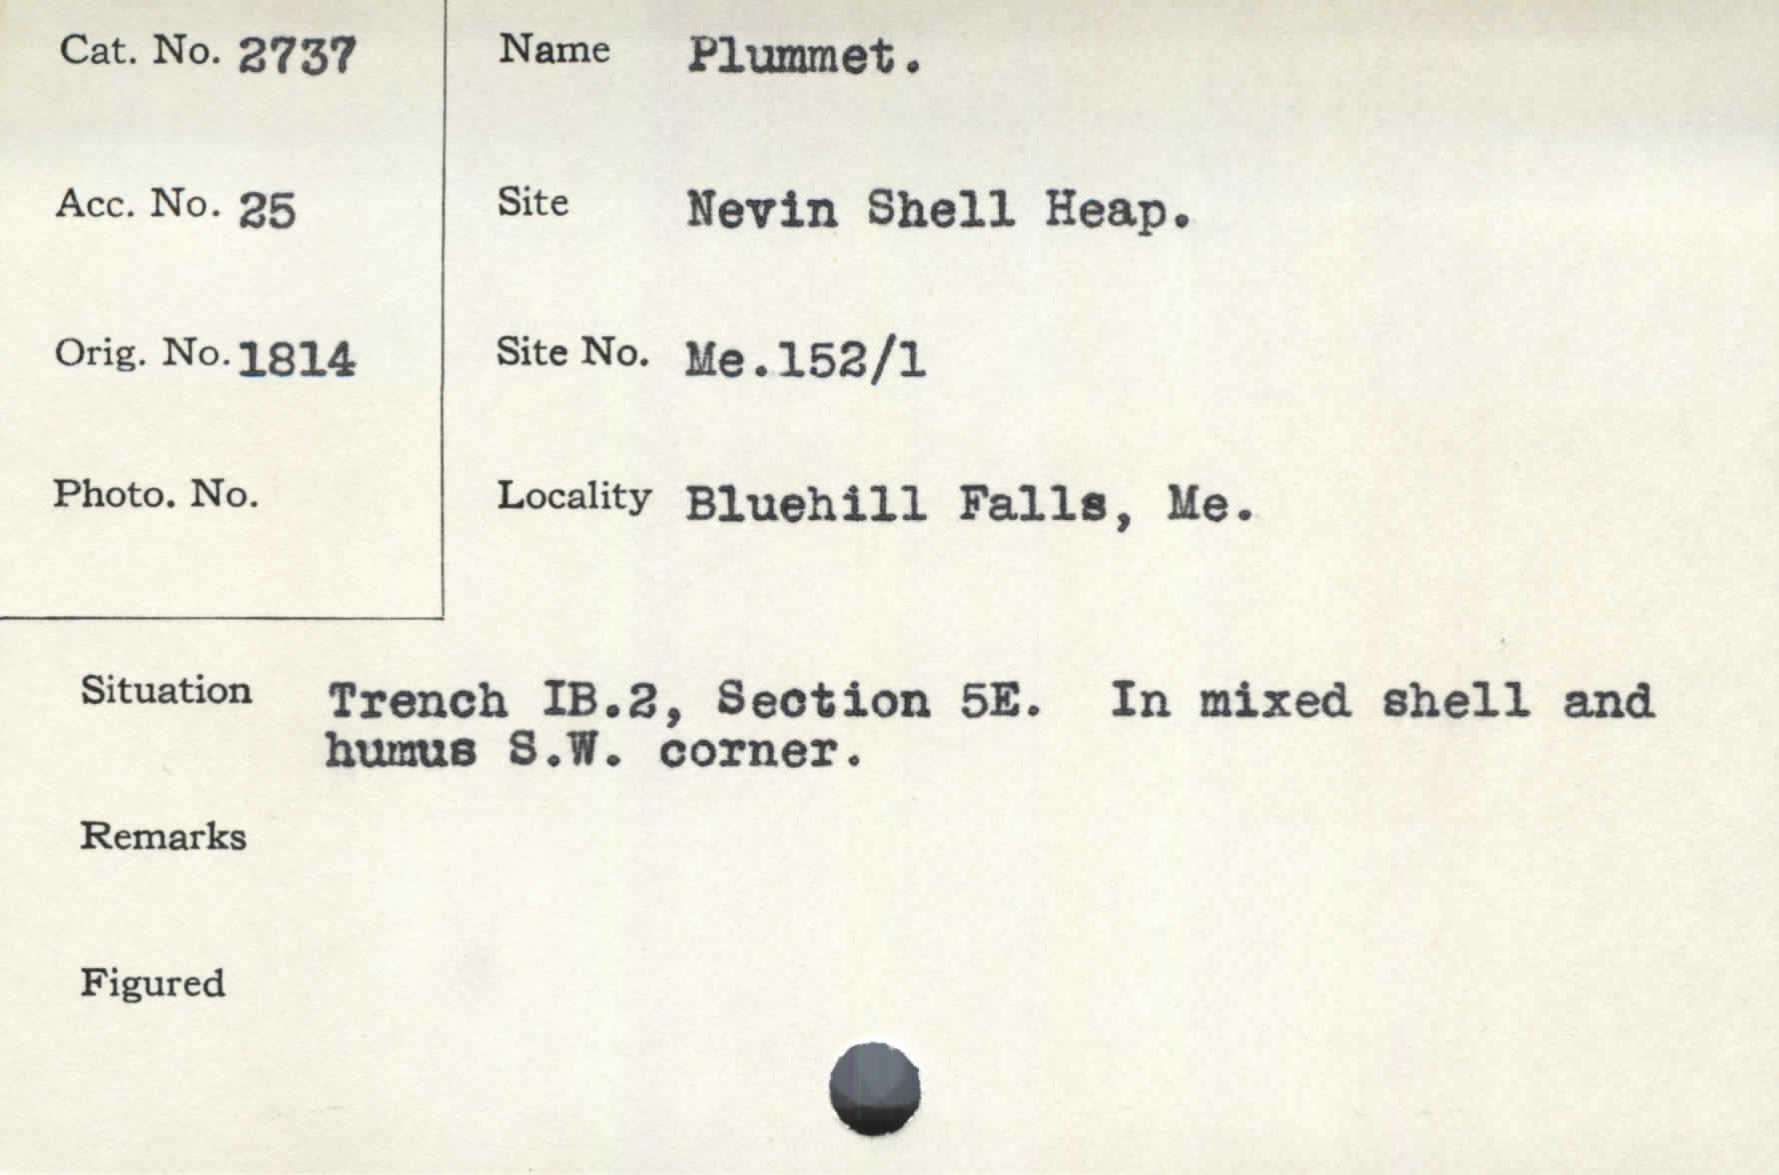 Cat. No. 2737
Acc. No. 25
Orig. No. 1814
Photo. No.
Name Plummet.
Site Nevin Shell Heap.
Site No. Me.152/1
Locality Bluehill Falls, Me.
Situation Trench IB.2, Section 5E. In mixed shell and
humus S.W. corner.
Remarks
Figured